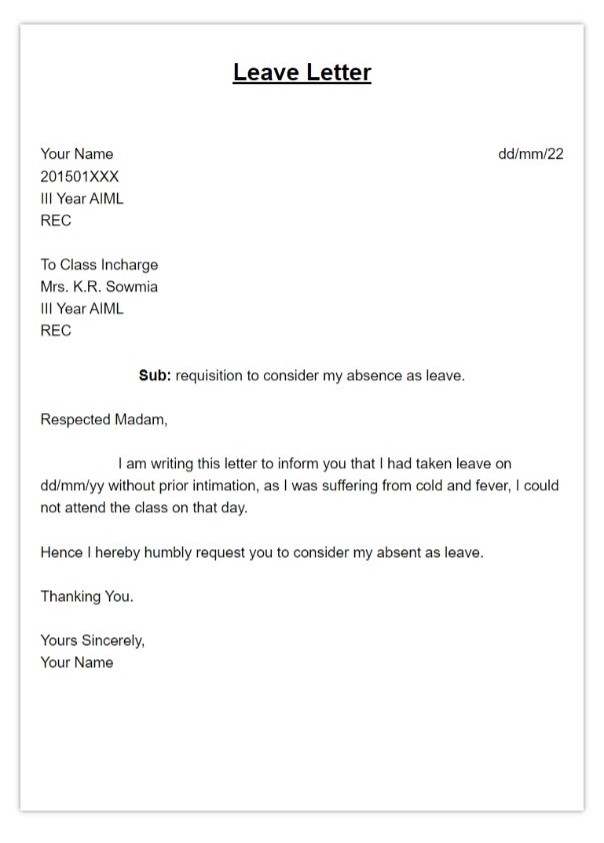 Leave Letter
Your Name dd/mm/22
201501XXX
III Year AIML
REC
To Class Incharge
Mrs. K.R. Sowmia
III Year AIML
REC
Sub: requisition to consider my absence as leave.
Respected Madam,
I am writing this letter to inform you that I had taken leave on
dd/mm/yy without prior intimation, as I was suffering from cold and fever, I could
not attend the class on that day.
Hence I hereby humbly request you to consider my absent as leave.
Thanking You.
Yours Sincerely,
Your Name